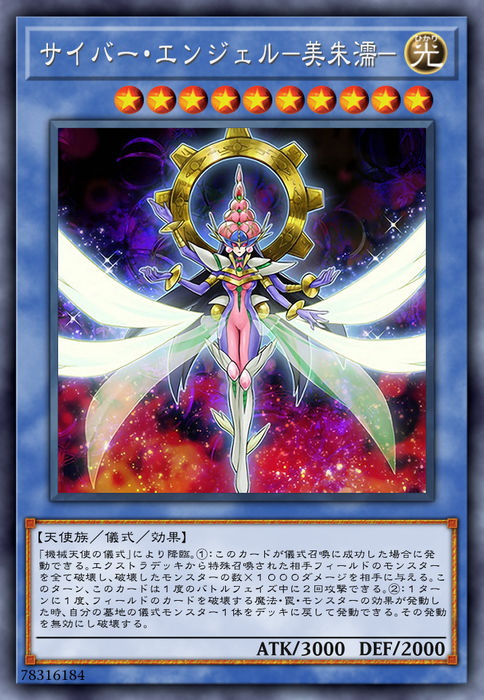 サイバー・エンジェル−美朱濡−
ひかり
光
【天使族／儀式／効果】
「機械天使の儀式」により降臨。①：このカードが儀式召喚に成功した場合に発
動できる。エクストラデッキから特殊召喚された相手フィールドのモンスター
を全て破壊し、破壊したモンスターの数×１０００ダメージを相手に与える。こ
のターン、このカードは１度のバトルフェイズ中に２回攻撃できる。②：１ター
ンに１度、フィールドのカードを破壊する魔法・罠・モンスターの効果が発動し
た時、自分の墓地の儀式モンスター１体をデッキに戻して発動できる。その発動
を無効にし破壊する。
ATK/3000 DEF/2000
78316184